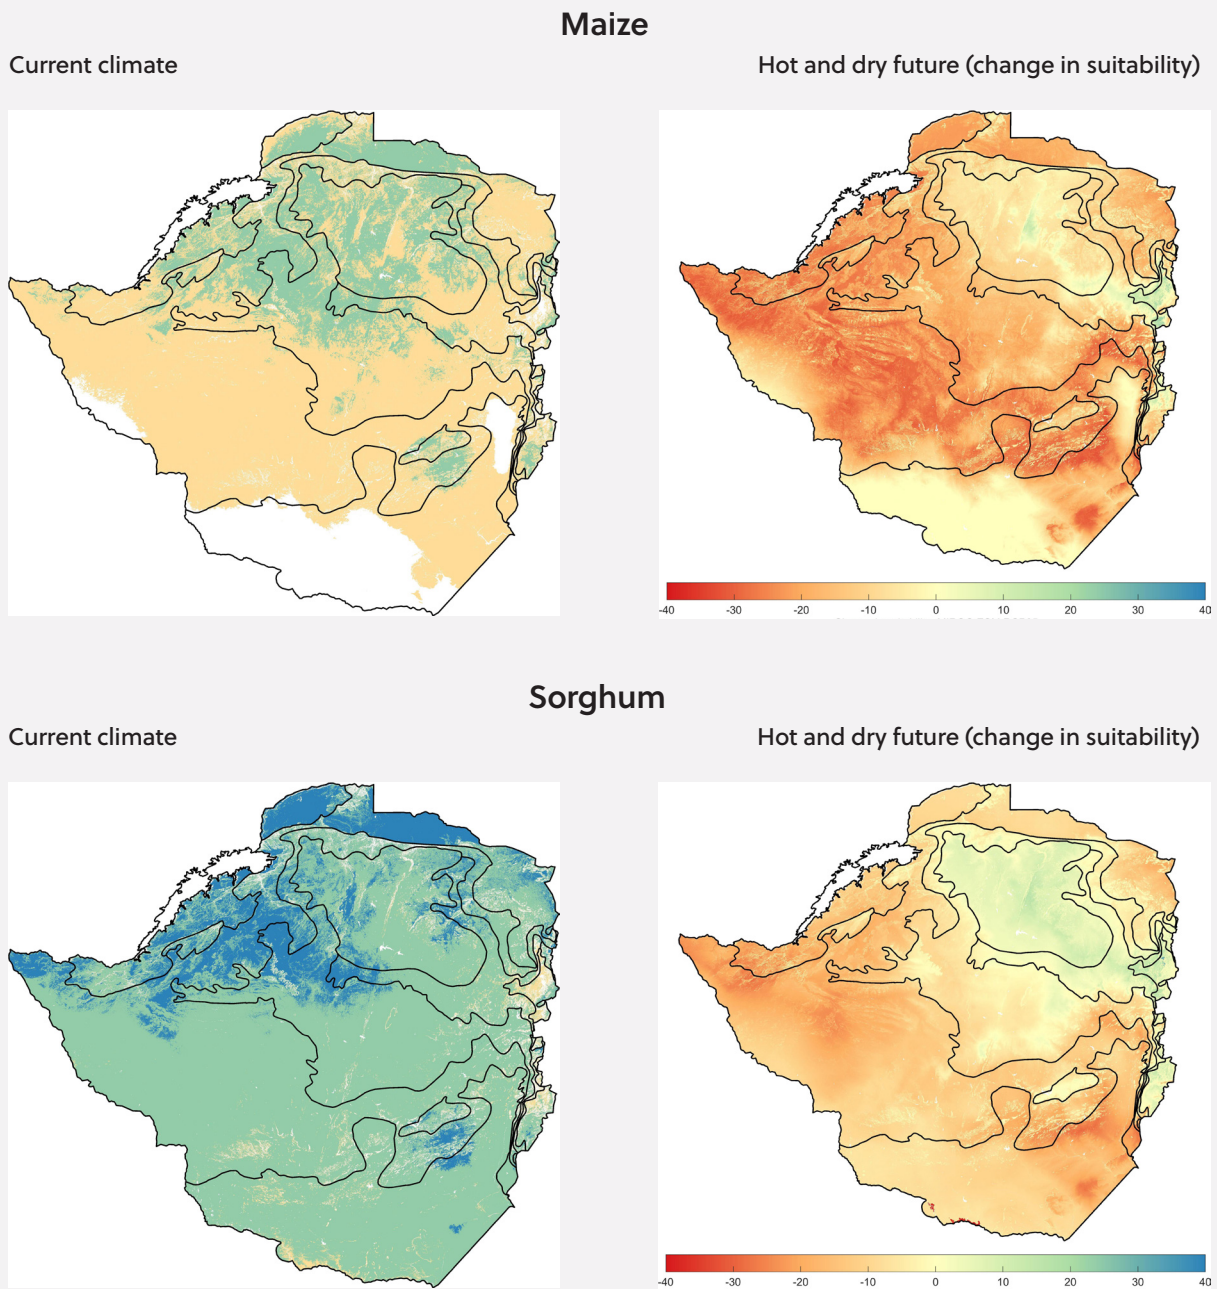 Maize
Current climate
Hot and dry future (change in suitability)
-40 -30 -20 -10 0 10 20 30 40
Sorghum
Current climate
Hot and dry future (change in suitability)
-40 -30 -20 -10 0 10 20 30 40